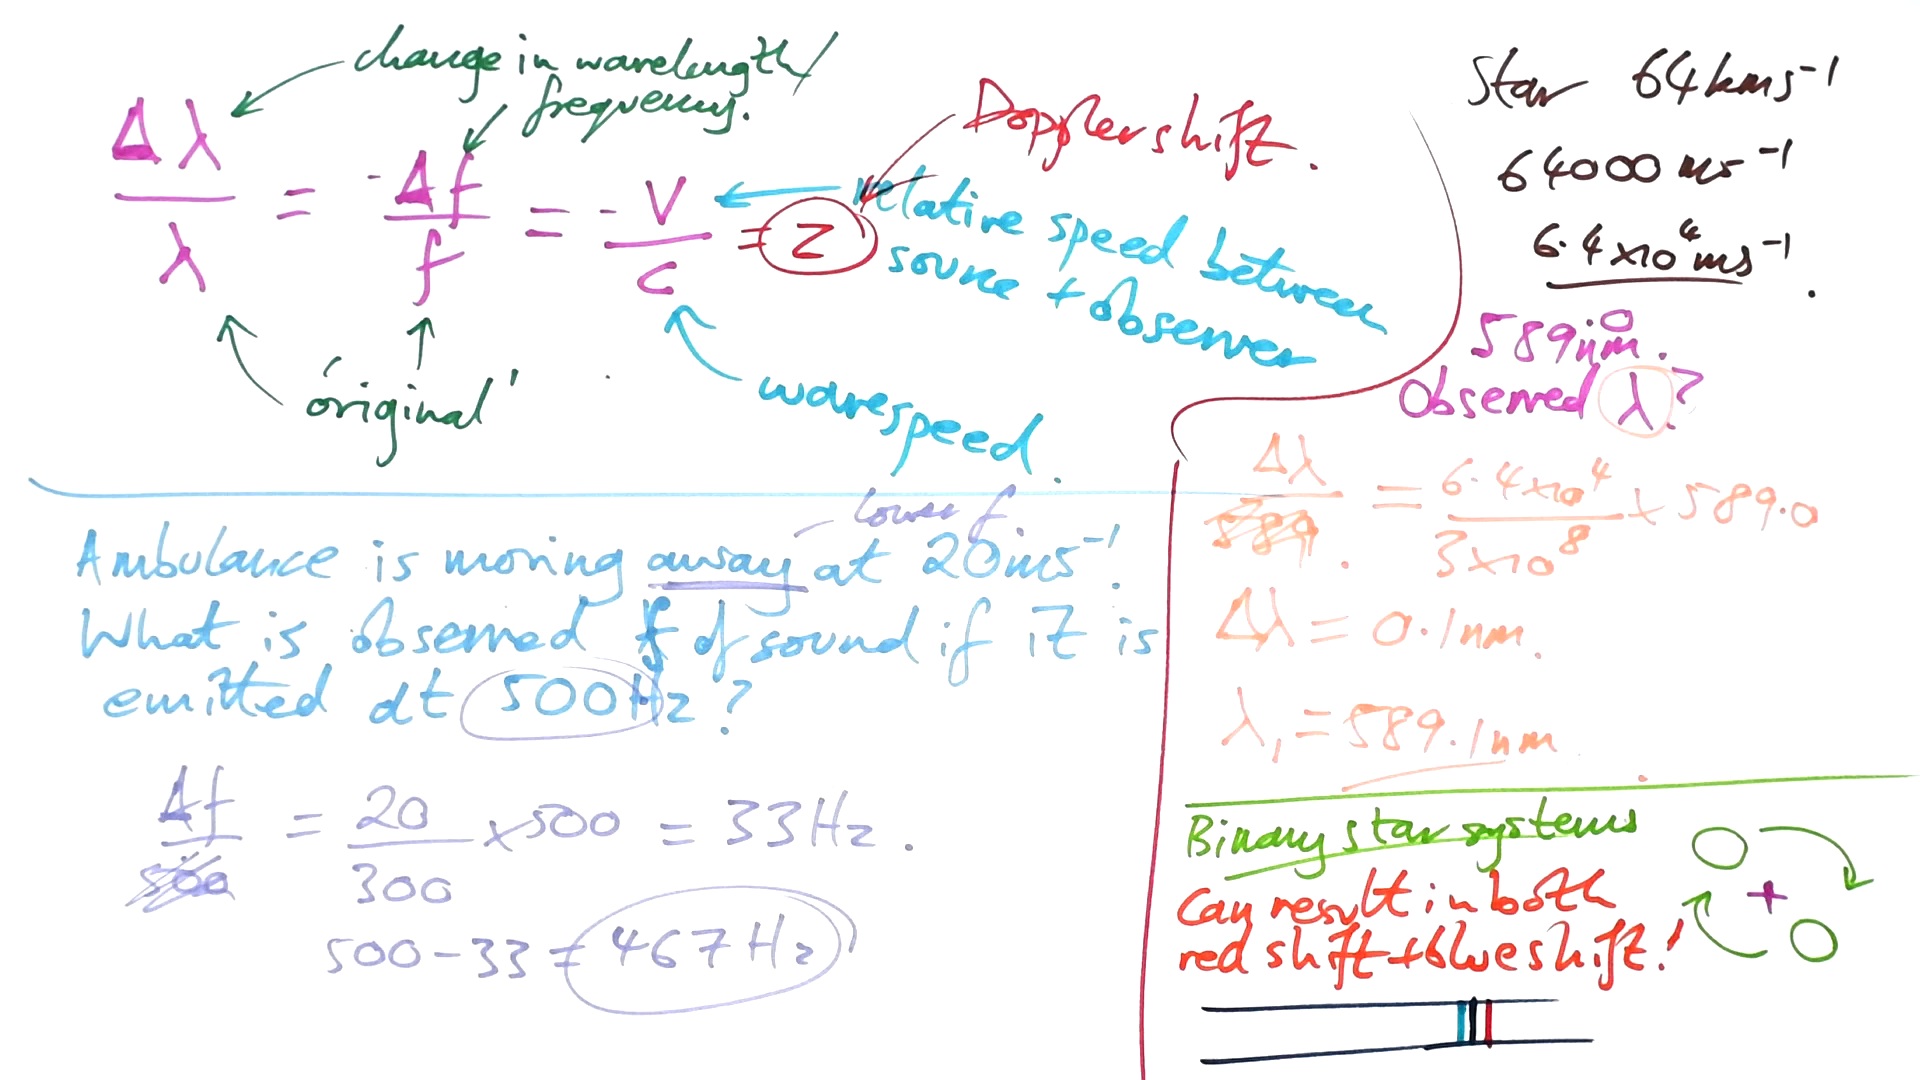 change in wavelength/
frequency.
Δλ/λ = -Δf/f = -v/c = z
Doppler shift.
relative speed between
source + observer
'original'
wavespeed.
Star 64kms⁻¹
64000 ms⁻¹
6.4×10⁴ms⁻¹.
589.0nm.
Observed λ?
Δλ/589. = 6.4×10⁴/3×10⁸ × 589.0
Δλ = 0.1nm.
λ₁ = 589.1nm
lower f
Ambulance is moving away at 20ms⁻¹.
What is observed f of sound if it is
emitted at 500Hz?
Δf/500 = 20/300 ×500 = 33Hz.
500-33 = 467Hz
Binary star systems
Can result in both
red shift + blue shift!
+